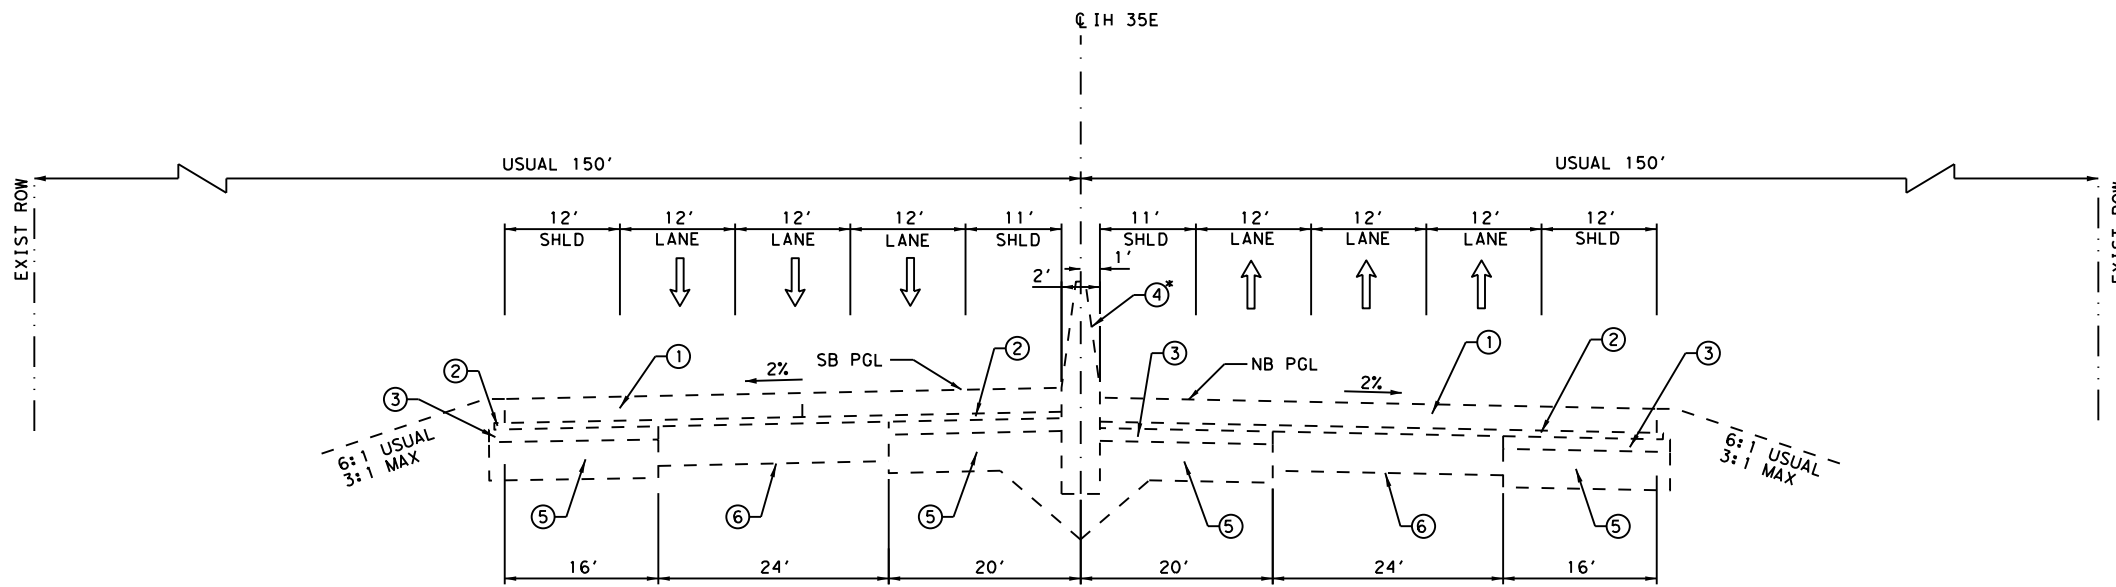 ℄ IH 35E
USUAL 150'
USUAL 150'
EXIST ROW
EXIST ROW
12' 12' 12' 12' 11' 11' 12' 12' 12' 12'
SHLD LANE LANE LANE SHLD SHLD LANE LANE LANE SHLD
2' 1'
4*
1 SB PGL 2 3 NB PGL 1 2 3
2 2% 2%
3
6:1 USUAL
3:1 MAX
6:1 USUAL
3:1 MAX
5 6 5 5 6 5
16' 24' 20' 20' 24' 16'